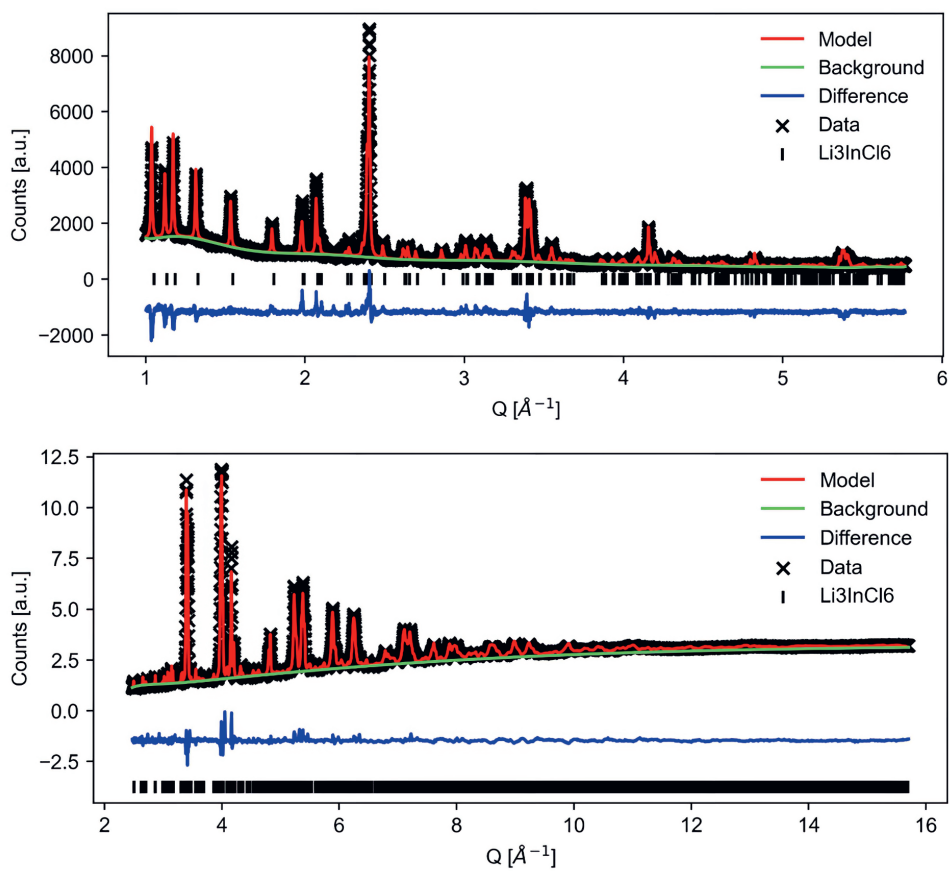 8000
6000
4000
2000
0
−2000
Counts [a.u.]
Model
Background
Difference
Data
Li3InCl6
1 2 3 4 5 6
Q [Å⁻¹]
12.5
10.0
7.5
5.0
2.5
0.0
−2.5
Counts [a.u.]
Model
Background
Difference
Data
Li3InCl6
2 4 6 8 10 12 14 16
Q [Å⁻¹]